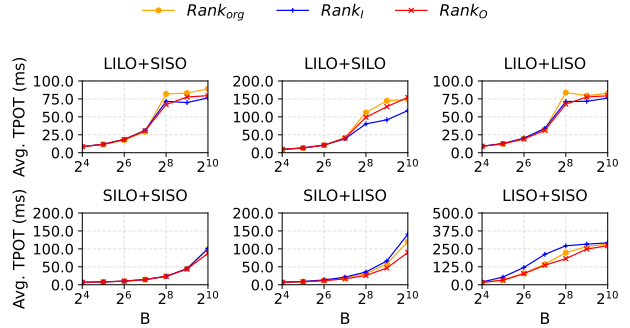 Rank_org Rank_I Rank_O
LILO+SISO LILO+SILO LILO+LISO
Avg. TPOT (ms)
100.0 75.0 50.0 25.0 0.0
2^4 2^6 2^8 2^10
200.0 150.0 100.0 50.0 0.0
2^4 2^6 2^8 2^10
100.0 75.0 50.0 25.0 0.0
2^4 2^6 2^8 2^10
SILO+SISO SILO+LISO LISO+SISO
Avg. TPOT (ms)
200.0 150.0 100.0 50.0 0.0
2^4 2^6 2^8 2^10
200.0 150.0 100.0 50.0 0.0
2^4 2^6 2^8 2^10
500.0 375.0 250.0 125.0 0.0
2^4 2^6 2^8 2^10
B B B